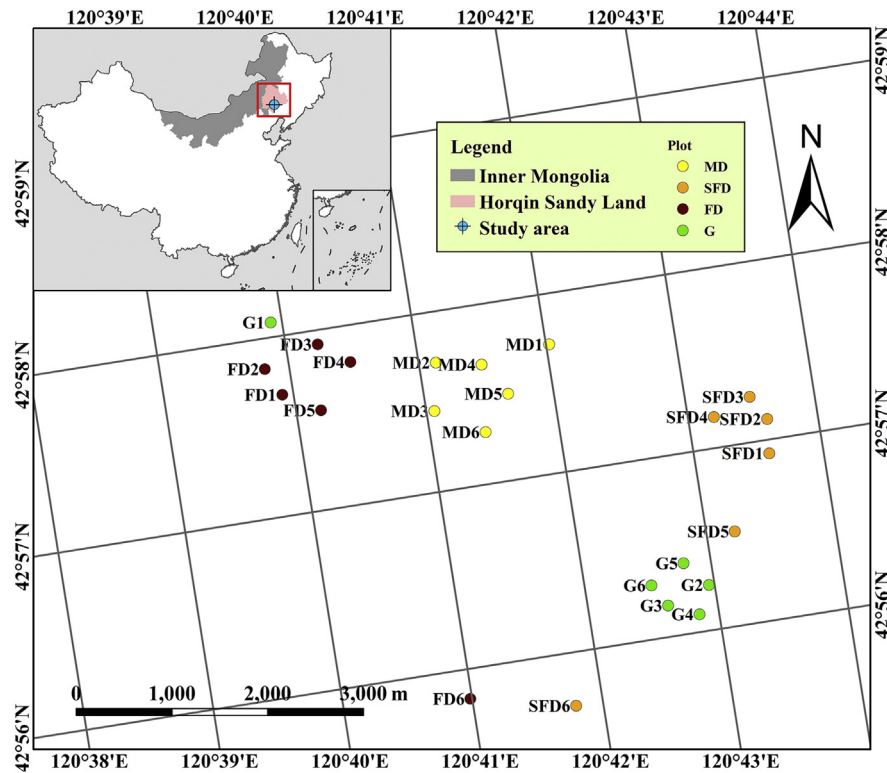 120°39'E 120°40'E 120°41'E 120°42'E 120°43'E 120°44'E
42°59'N
42°59'N
N
Legend
Inner Mongolia
Horqin Sandy Land
Study area
Plot
MD
SFD
FD
G
42°58'N
G1
FD3
MD1
FD2
FD4
MD2
MD4
42°58'N
FD1
MD5
SFD3
FD5
MD3
SFD4
SFD2
MD6
42°57'N
SFD1
SFD5
42°57'N
G5
G6
G2
G3
G4
42°56'N
0 1,000 2,000 3,000 m
FD6
SFD6
42°56'N
120°38'E 120°39'E 120°40'E 120°41'E 120°42'E 120°43'E